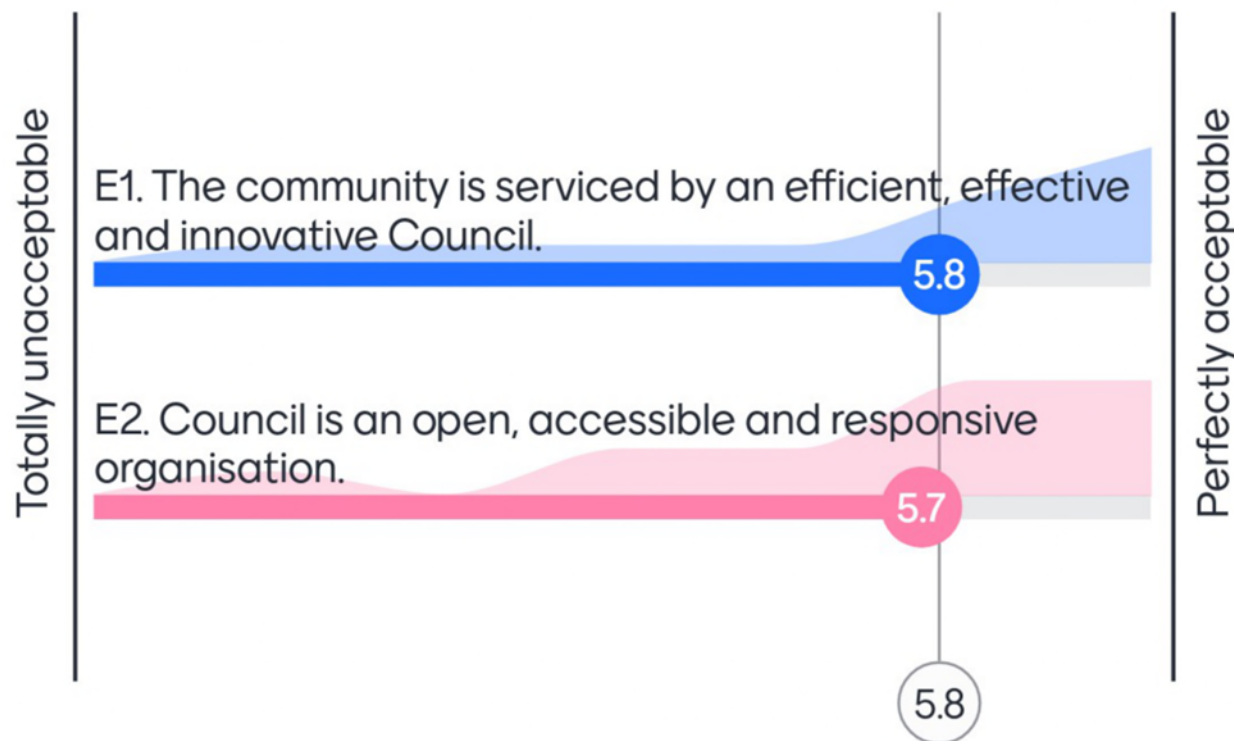 Totally unacceptable
E1. The community is serviced by an efficient, effective
and innovative Council.
5.8
E2. Council is an open, accessible and responsive
organisation.
5.7
5.8
Perfectly acceptable